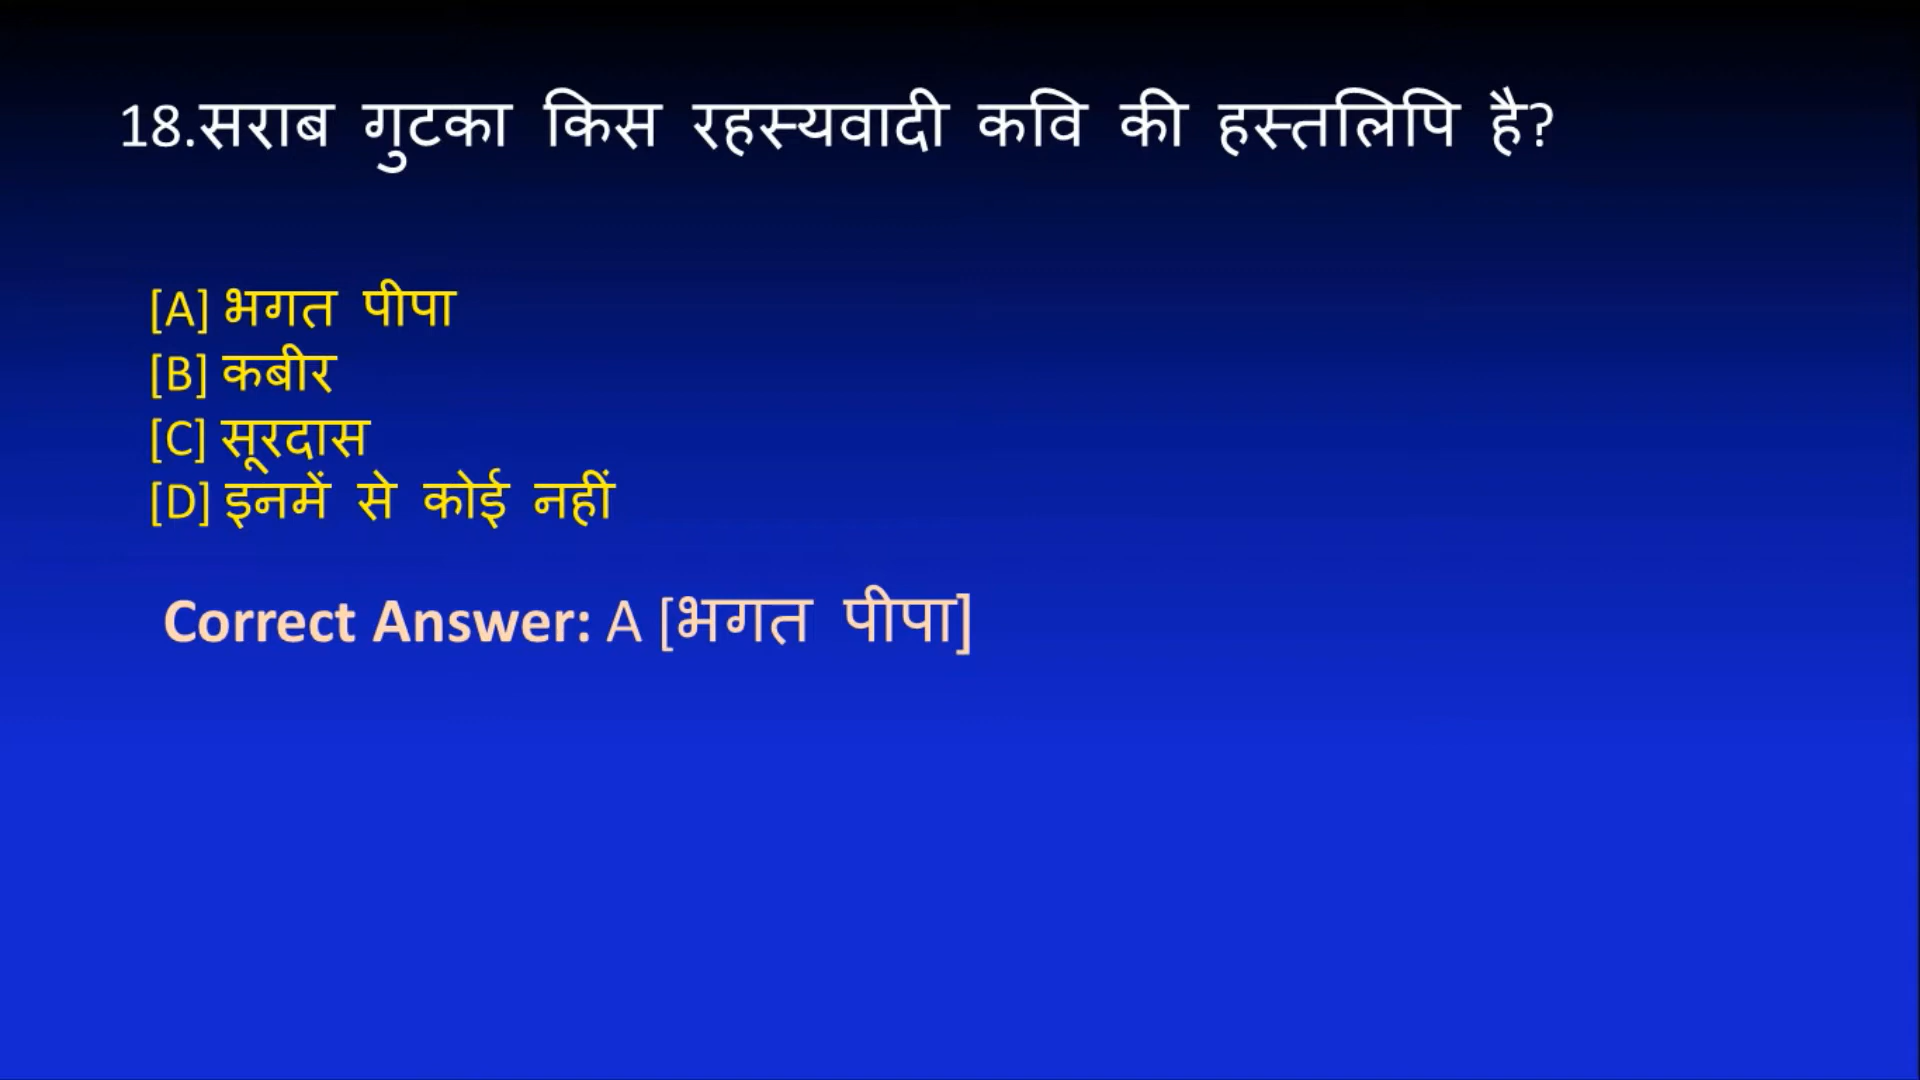 18.सराब गुटका किस रहस्यवादी कवि की हस्तलिपि है?
[A] भगत पीपा
[B] कबीर
[C] सूरदास
[D] इनमें से कोई नहीं
Correct Answer: A [भगत पीपा]